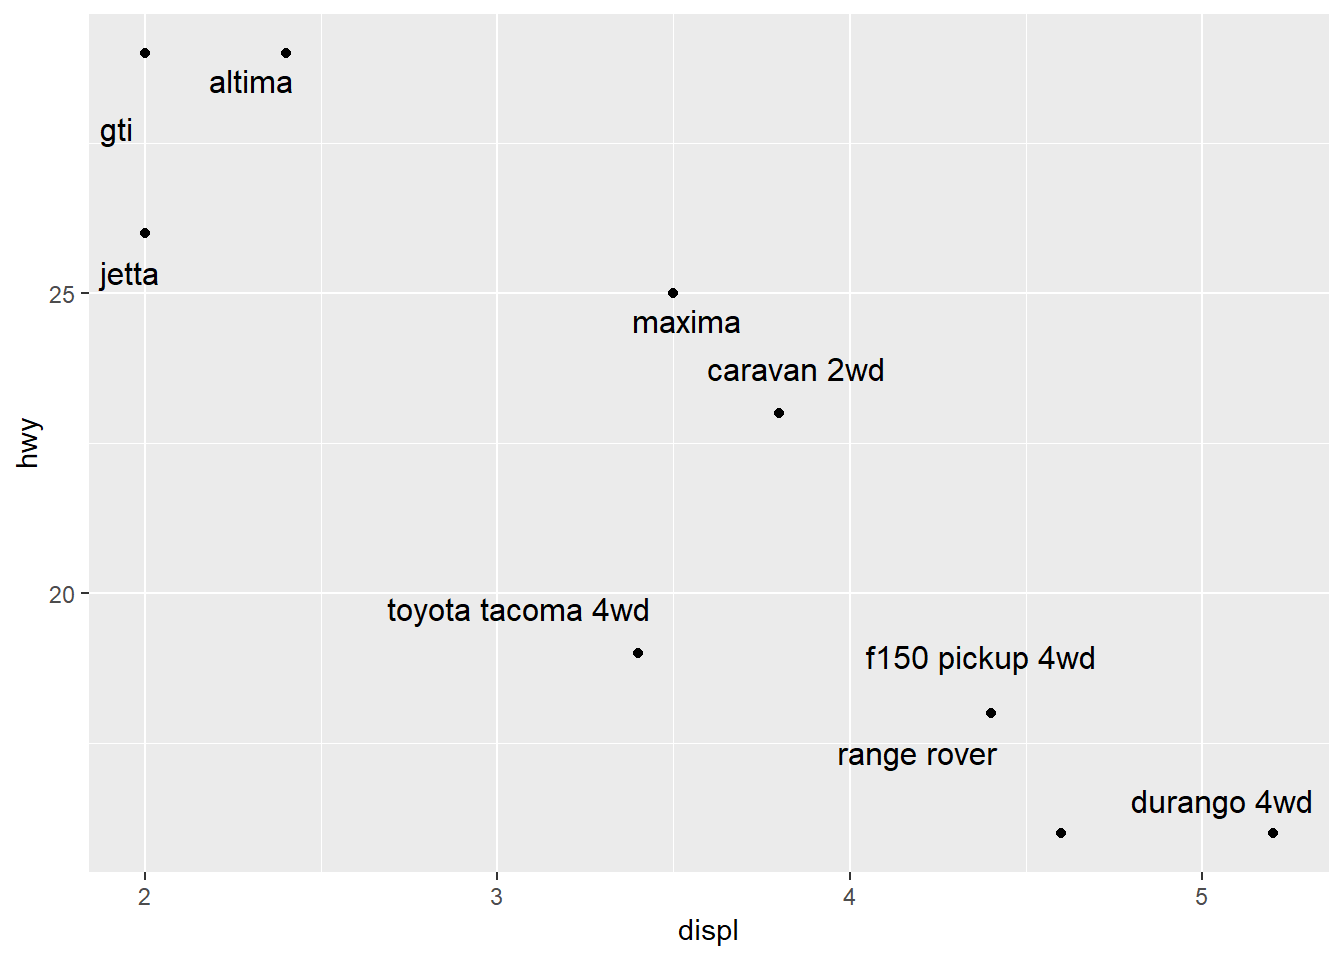 altima
gti
jetta
25
maxima
caravan 2wd
hwy
20
toyota tacoma 4wd
f150 pickup 4wd
range rover
durango 4wd
2
3
4
5
displ